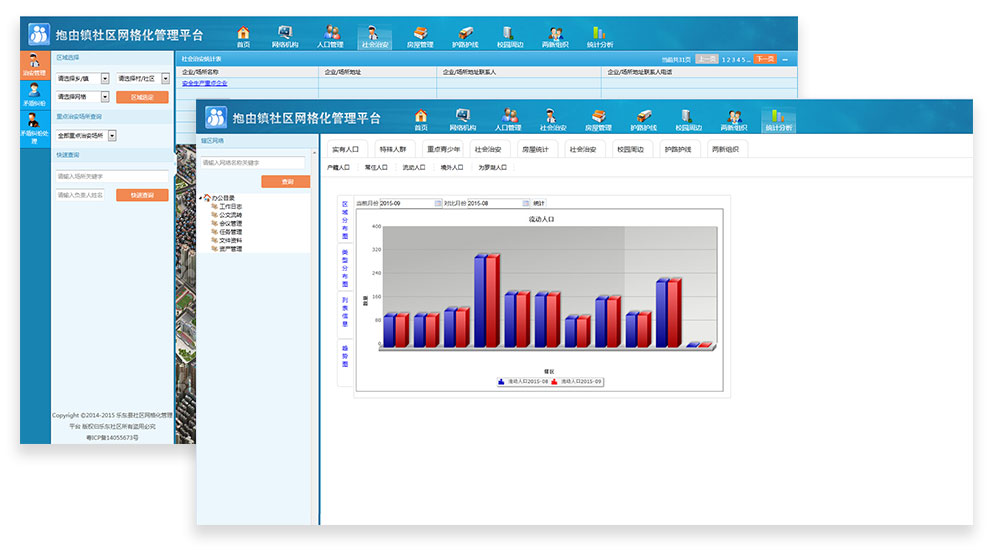 抱由镇社区网格化管理平台
首页 网格机构 人口管理 社会治安 房屋管理 护路护线 校园周边 两新组织 统计分析
治安管理
矛盾纠纷
矛盾纠纷处理
区域选择
请选择乡/镇 请选择村/社区
请选择网格 区域选定
重点治安场所查询
全部重点治安场所
快速查询
请输入场所关键字
请输入负责人姓名 快速查询
Copyright ©2014-2015 乐东县社区网格化管理
平台 版权归乐东社区所有盗用必究
粤ICP备14055673号
社会治安统计表 当前共31页 上一页 1 2 3 4 5 ... 下一页
企业/场所名称 企业/场所地址 企业/场所地址联系人 企业/场所地址联系人电话
安全生产重点企业
抱由镇社区网格化管理平台
首页 网格机构 人口管理 社会治安 房屋管理 护路护线 校园周边 两新组织 统计分析
辖区网格
请输入网格名称关键字
查询
办公目录
工作日志
公文流转
会议管理
任务管理
文件资料
资产管理
实有人口 特殊人群 重点青少年 社会治安 房屋统计 社会治安 校园周边 护路护线 两新组织
户籍人口 常住人口 流动人口 境外人口 为罗湖人口
区域分布图
类型分布图
列表信息
趋势图
当前月份 2015-09 对比月份 2015-08 统计
流动人口
400
320
240
160
80
0
数量
辖区
流动人口2015-08 流动人口2015-09